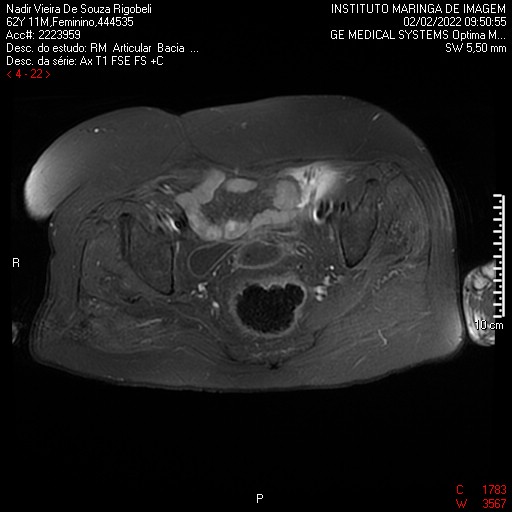 Nadir Vieira De Souza Rigobeli
62Y 11M,Feminino,444535
Acc#: 2223959
Desc. do estudo: RM Articular Bacia ...
Desc. da série: Ax T1 FSE FS +C
< 4 - 22 >
INSTITUTO MARINGA DE IMAGEM
02/02/2022 09:50:55
GE MEDICAL SYSTEMS Optima M...
SW 5,50 mm
R
10 cm
P
C 1783
W 3567